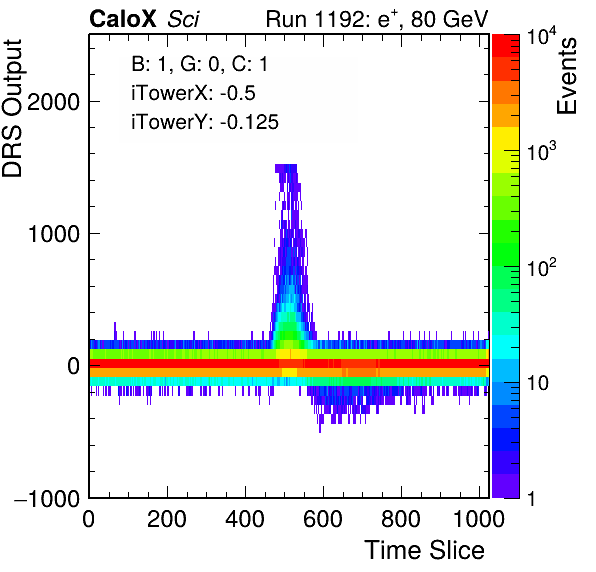 CaloX Sci
Run 1192: e⁺, 80 GeV
B: 1, G: 0, C: 1
iTowerX: -0.5
iTowerY: -0.125
DRS Output
2000
1000
0
−1000
0 200 400 600 800 1000
Time Slice
Events
10⁴
10³
10²
10
1